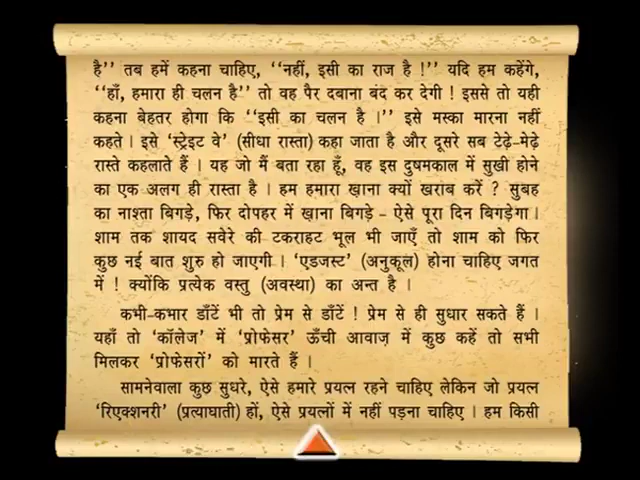 है’’ तब हमें कहना चाहिए, ‘‘नहीं, इसी का राज है !’’ यदि हम कहेंगे,
‘‘हाँ, हमारा ही चलन है’’ तो वह पैर दबाना बंद कर देगी ! इससे तो यही
कहना बेहतर होगा कि ‘‘इसी का चलन है ।’’ इसे मस्का मारना नहीं
कहते । इसे ‘स्ट्रेइट वे’ (सीधा रास्ता) कहा जाता है और दूसरे सब टेढ़े-मेढ़े
रास्ते कहलाते हैं । यह जो मैं बता रहा हूँ, वह इस दुषमकाल में सुखी होने
का एक अलग ही रास्ता है । हम हमारा खाना क्यों खराब करें ? सुबह
का नाश्ता बिगड़े, फिर दोपहर में खा़ना बिगड़े - ऐसे पूरा दिन बिगड़ेगा ।
शाम तक शायद सवेरे की टकराहट भूल भी जाएँ तो शाम को फिर
कुछ नई बात शुरु हो जाएगी । ‘एडजस्ट’ (अनुकूल) होना चाहिए जगत
में ! क्योंकि प्रत्येक वस्तु (अवस्था) का अन्त है ।
कभी-कभार डाँटें भी तो प्रेम से डाँटें ! प्रेम से ही सुधार सकते हैं ।
यहाँ तो ‘कॉलेज’ में ‘प्रोफेसर’ ऊँची आवाज़ में कुछ कहें तो सभी
मिलकर ‘प्रोफेसरों’ को मारते हैं ।
सामनेवाला कुछ सुधरे, ऐसे हमारे प्रयत्न रहने चाहिए लेकिन जो प्रयत्न
‘रिएक्शनरी’ (प्रत्याघाती) हों, ऐसे प्रयत्नों में नहीं पड़ना चाहिए । हम किसी